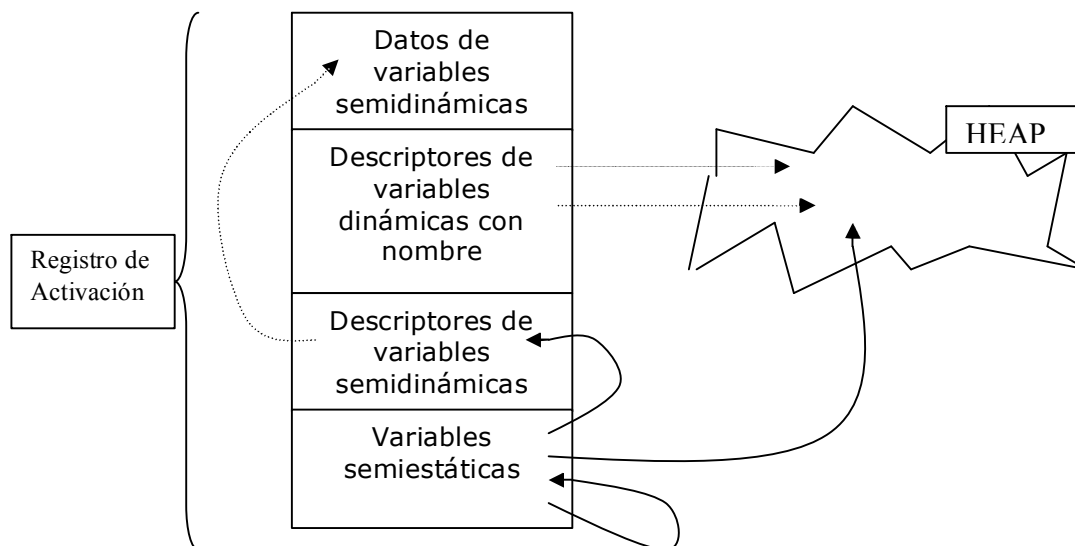 Datos de
variables
semidinámicas
HEAP
Descriptores de
variables
dinámicas con
nombre
Registro de
Activación
Descriptores de
variables
semidinámicas
Variables
semiestáticas